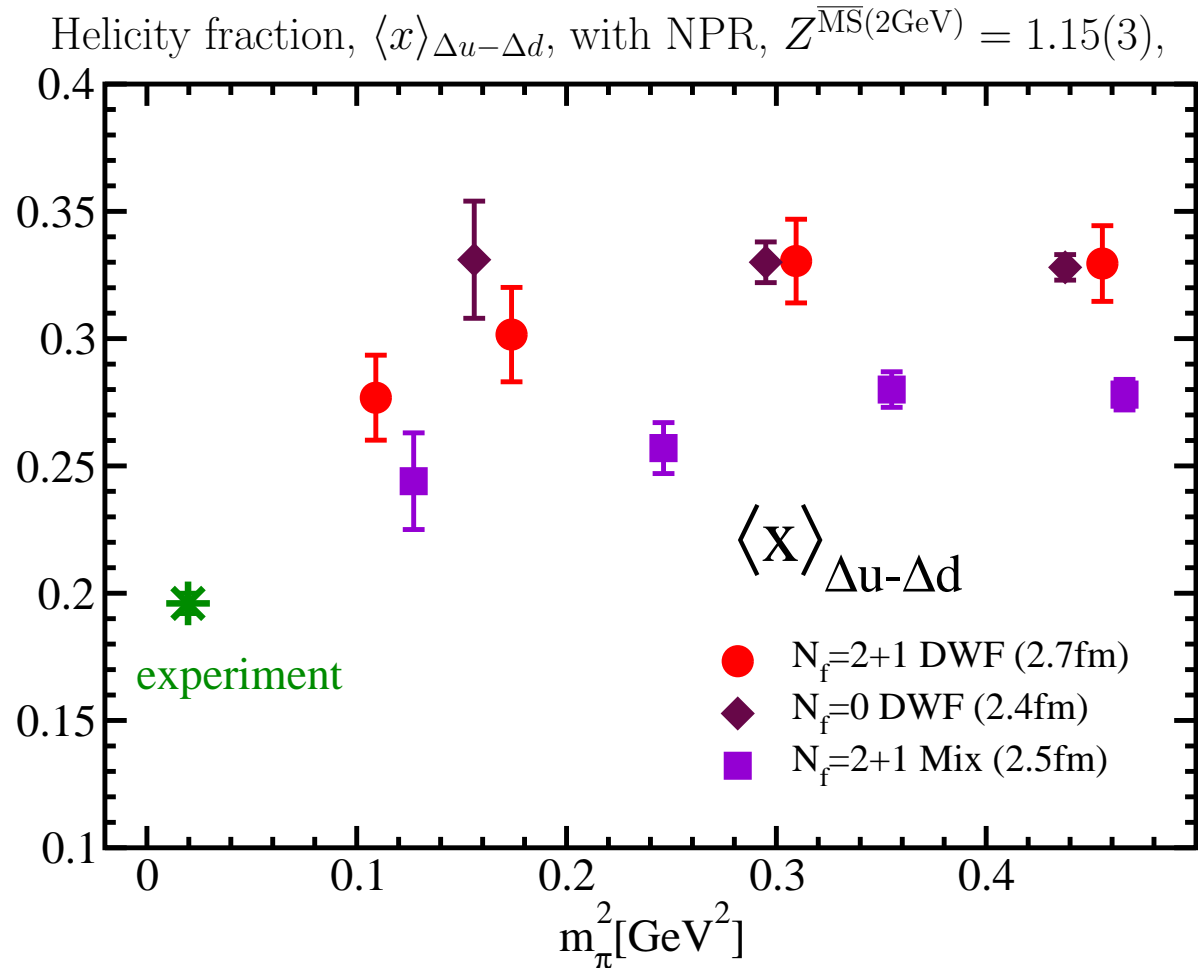 Helicity fraction, ⟨x⟩Δu−Δd, with NPR, Z^MS̅(2GeV) = 1.15(3),
0.4
0.35
0.3
0.25
0.2
0.15
0.1
0 0.1 0.2 0.3 0.4
m_π^2[GeV^2]
experiment
⟨x⟩Δu-Δd
N_f=2+1 DWF (2.7fm)
N_f=0 DWF (2.4fm)
N_f=2+1 Mix (2.5fm)